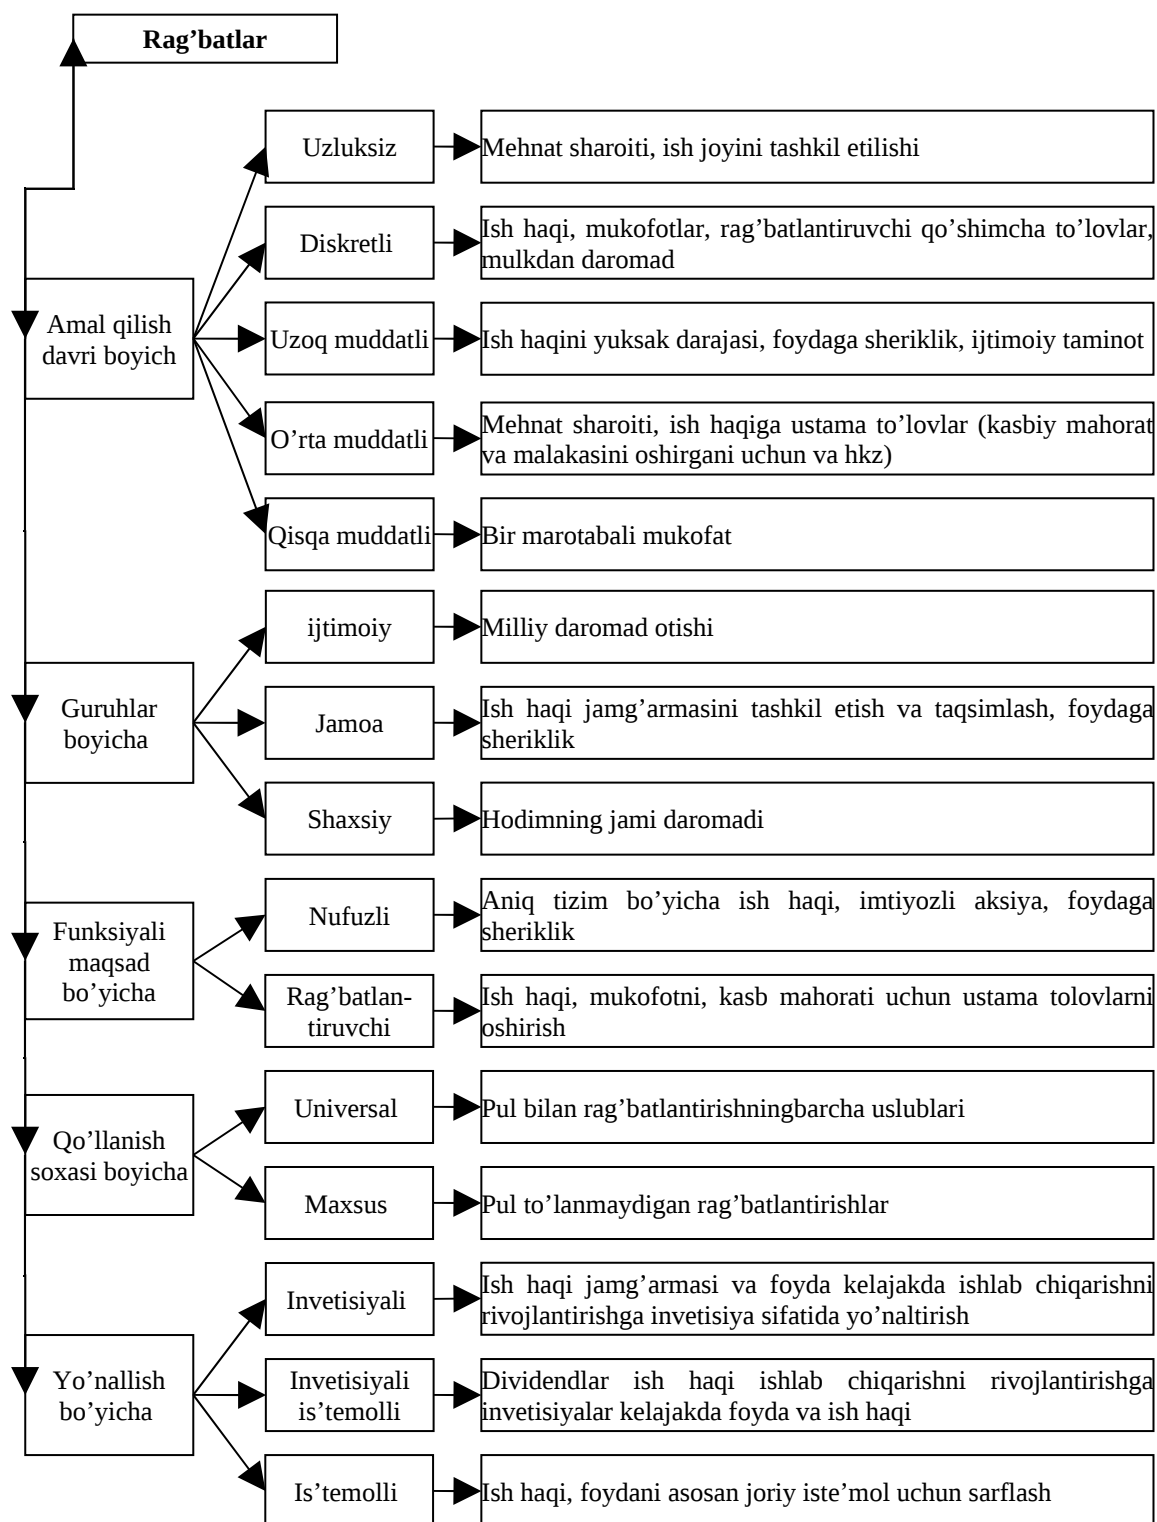 Rag’batlar
Uzluksiz
Mehnat sharoiti, ish joyini tashkil etilishi
Diskretli
Ish haqi, mukofotlar, rag’batlantiruvchi qo’shimcha to’lovlar,
mulkdan daromad
Amal qilish
davri boyich
Uzoq muddatli
Ish haqini yuksak darajasi, foydaga sheriklik, ijtimoiy taminot
O’rta muddatli
Mehnat sharoiti, ish haqiga ustama to’lovlar (kasbiy mahorat
va malakasini oshirgani uchun va hkz)
Qisqa muddatli
Bir marotabali mukofat
ijtimoiy
Milliy daromad otishi
Guruhlar
boyicha
Jamoa
Ish haqi jamg’armasini tashkil etish va taqsimlash, foydaga
sheriklik
Shaxsiy
Hodimning jami daromadi
Funksiyali
maqsad
bo’yicha
Nufuzli
Aniq tizim bo’yicha ish haqi, imtiyozli aksiya, foydaga
sheriklik
Rag’batlan-
tiruvchi
Ish haqi, mukofotni, kasb mahorati uchun ustama tolovlarni
oshirish
Qo’llanish
soxasi boyicha
Universal
Pul bilan rag’batlantirishningbarcha uslublari
Maxsus
Pul to’lanmaydigan rag’batlantirishlar
Yo’nallish
bo’yicha
Invetisiyali
Ish haqi jamg’armasi va foyda kelajakda ishlab chiqarishni
rivojlantirishga invetisiya sifatida yo’naltirish
Invetisiyali
is’temolli
Dividendlar ish haqi ishlab chiqarishni rivojlantirishga
invetisiyalar kelajakda foyda va ish haqi
Is’temolli
Ish haqi, foydani asosan joriy iste’mol uchun sarflash